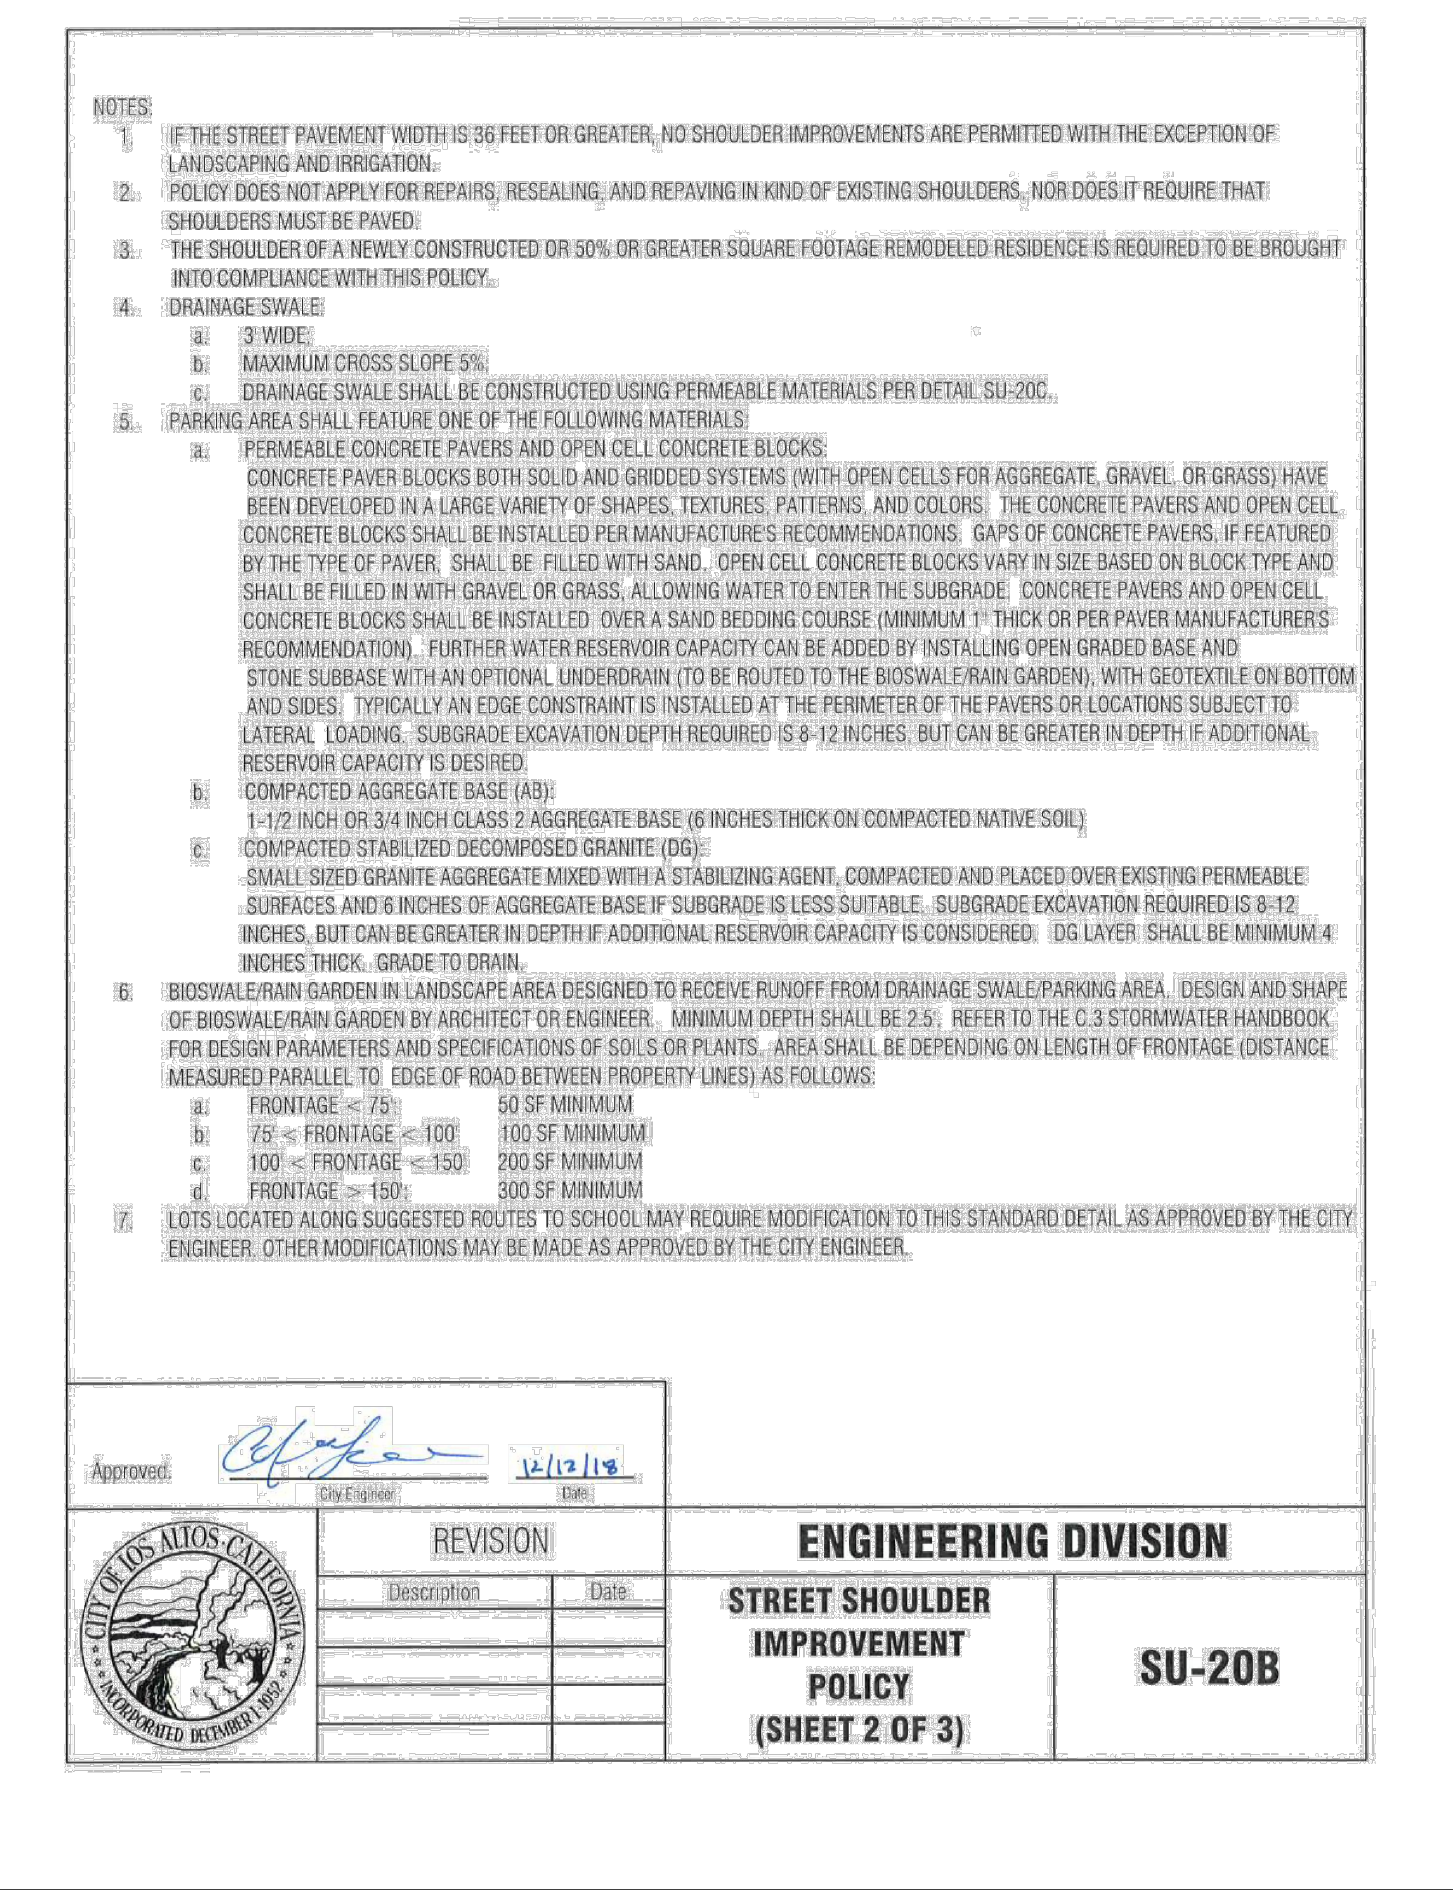 NOTES:
1. IF THE STREET PAVEMENT WIDTH IS 36 FEET OR GREATER, NO SHOULDER IMPROVEMENTS ARE PERMITTED WITH THE EXCEPTION OF
LANDSCAPING AND IRRIGATION.
2. POLICY DOES NOT APPLY FOR REPAIRS, RESEALING, AND REPAVING IN KIND OF EXISTING SHOULDERS, NOR DOES IT REQUIRE THAT
SHOULDERS MUST BE PAVED.
3. THE SHOULDER OF A NEWLY CONSTRUCTED OR 50% OR GREATER SQUARE FOOTAGE REMODELED RESIDENCE IS REQUIRED TO BE BROUGHT
INTO COMPLIANCE WITH THIS POLICY.
4. DRAINAGE SWALE:
a. 3' WIDE;
b. MAXIMUM CROSS SLOPE 5%;
c. DRAINAGE SWALE SHALL BE CONSTRUCTED USING PERMEABLE MATERIALS PER DETAIL SU-20C.
5. PARKING AREA SHALL FEATURE ONE OF THE FOLLOWING MATERIALS:
a. PERMEABLE CONCRETE PAVERS AND OPEN CELL CONCRETE BLOCKS:
CONCRETE PAVER BLOCKS BOTH SOLID AND GRIDDED SYSTEMS (WITH OPEN CELLS FOR AGGREGATE, GRAVEL, OR GRASS) HAVE
BEEN DEVELOPED IN A LARGE VARIETY OF SHAPES, TEXTURES, PATTERNS, AND COLORS. THE CONCRETE PAVERS AND OPEN CELL
CONCRETE BLOCKS SHALL BE INSTALLED PER MANUFACTURE'S RECOMMENDATIONS. GAPS OF CONCRETE PAVERS, IF FEATURED
BY THE TYPE OF PAVER, SHALL BE FILLED WITH SAND. OPEN CELL CONCRETE BLOCKS VARY IN SIZE BASED ON BLOCK TYPE AND
SHALL BE FILLED IN WITH GRAVEL OR GRASS, ALLOWING WATER TO ENTER THE SUBGRADE. CONCRETE PAVERS AND OPEN CELL
CONCRETE BLOCKS SHALL BE INSTALLED OVER A SAND BEDDING COURSE (MINIMUM 1" THICK OR PER PAVER MANUFACTURER'S
RECOMMENDATION). FURTHER WATER RESERVOIR CAPACITY CAN BE ADDED BY INSTALLING OPEN GRADED BASE AND
STONE SUBBASE WITH AN OPTIONAL UNDERDRAIN (TO BE ROUTED TO THE BIOSWALE/RAIN GARDEN), WITH GEOTEXTILE ON BOTTOM
AND SIDES. TYPICALLY AN EDGE CONSTRAINT IS INSTALLED AT THE PERIMETER OF THE PAVERS OR LOCATIONS SUBJECT TO
LATERAL LOADING. SUBGRADE EXCAVATION DEPTH REQUIRED IS 8-12 INCHES, BUT CAN BE GREATER IN DEPTH IF ADDITIONAL
RESERVOIR CAPACITY IS DESIRED.
b. COMPACTED AGGREGATE BASE (AB):
1-1/2 INCH OR 3/4 INCH CLASS 2 AGGREGATE BASE (6 INCHES THICK ON COMPACTED NATIVE SOIL)
c. COMPACTED STABILIZED DECOMPOSED GRANITE (DG):
SMALL SIZED GRANITE AGGREGATE MIXED WITH A STABILIZING AGENT, COMPACTED AND PLACED OVER EXISTING PERMEABLE
SURFACES AND 6 INCHES OF AGGREGATE BASE IF SUBGRADE IS LESS SUITABLE. SUBGRADE EXCAVATION REQUIRED IS 8-12
INCHES, BUT CAN BE GREATER IN DEPTH IF ADDITIONAL RESERVOIR CAPACITY IS CONSIDERED. DG LAYER SHALL BE MINIMUM 4
INCHES THICK. GRADE TO DRAIN.
6. BIOSWALE/RAIN GARDEN IN LANDSCAPE AREA DESIGNED TO RECEIVE RUNOFF FROM DRAINAGE SWALE/PARKING AREA. DESIGN AND SHAPE
OF BIOSWALE/RAIN GARDEN BY ARCHITECT OR ENGINEER. MINIMUM DEPTH SHALL BE 2.5'. REFER TO THE C.3 STORMWATER HANDBOOK
FOR DESIGN PARAMETERS AND SPECIFICATIONS OF SOILS OR PLANTS. AREA SHALL BE DEPENDING ON LENGTH OF FRONTAGE (DISTANCE
MEASURED PARALLEL TO EDGE OF ROAD BETWEEN PROPERTY LINES) AS FOLLOWS:
a. FRONTAGE < 75': 50 SF MINIMUM
b. 75' < FRONTAGE < 100' 100 SF MINIMUM
c. 100' < FRONTAGE < 150' 200 SF MINIMUM
d. FRONTAGE > 150': 300 SF MINIMUM
7. LOTS LOCATED ALONG SUGGESTED ROUTES TO SCHOOL MAY REQUIRE MODIFICATION TO THIS STANDARD DETAIL AS APPROVED BY THE CITY
ENGINEER. OTHER MODIFICATIONS MAY BE MADE AS APPROVED BY THE CITY ENGINEER.
Approved: 12/12/18
City Engineer Date
CITY OF LOS ALTOS · CALIFORNIA
INCORPORATED DECEMBER 1, 1952
REVISION
Description Date
ENGINEERING DIVISION
STREET SHOULDER
IMPROVEMENT
POLICY
(SHEET 2 OF 3)
SU-20B